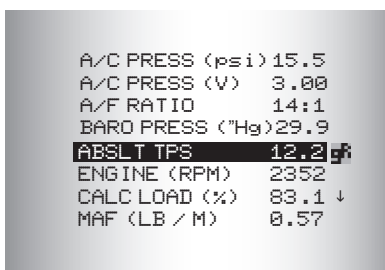 A/C PRESS (psi) 15.5
A/C PRESS (V) 3.00
A/F RATIO 14:1
BARO PRESS ("Hg) 29.9
ABSLT TPS 12.2
ENGINE (RPM) 2352
CALC LOAD (%) 83.1 ↓
MAF (LB / M) 0.57